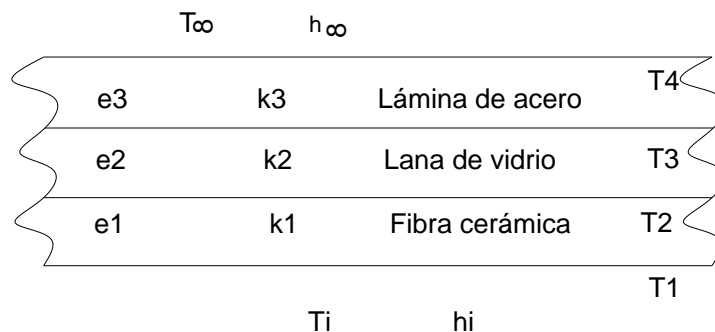 T∞ h∞
e3 k3 Lámina de acero T4
e2 k2 Lana de vidrio T3
e1 k1 Fibra cerámica T2
T1
Ti hi